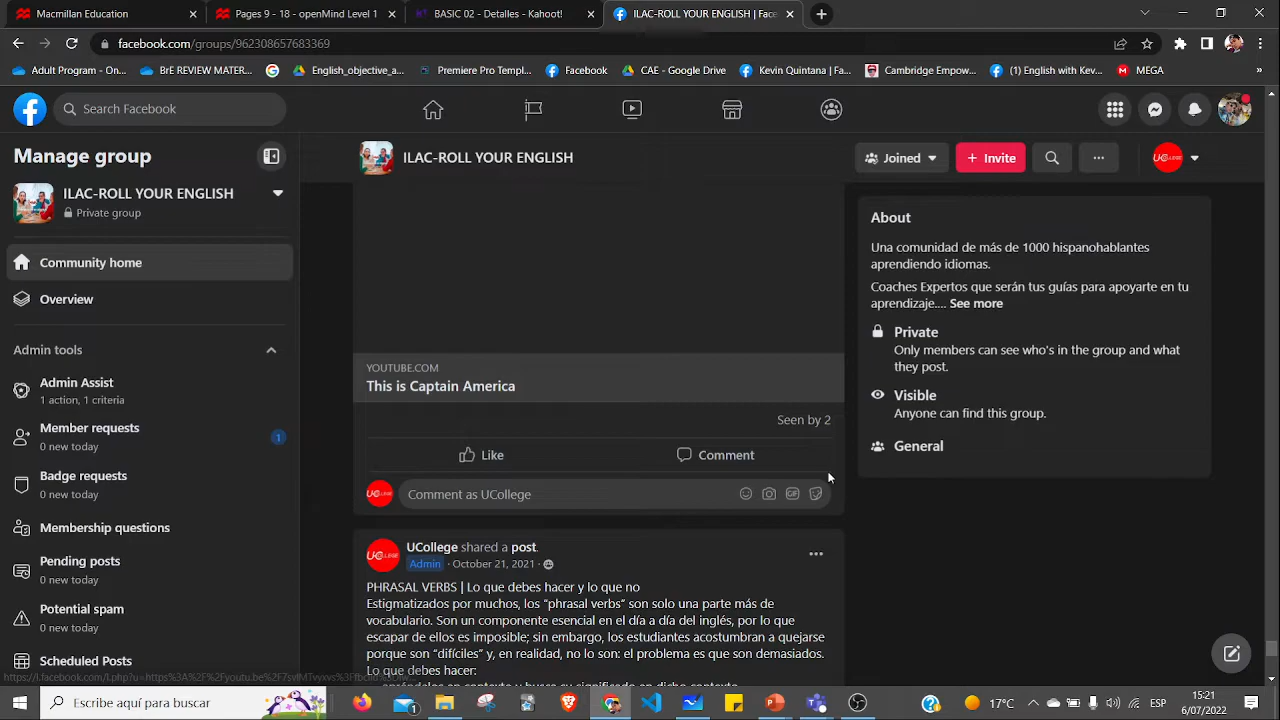 Macmillan Education
Pages 9 - 18 - openMind Level 1
BASIC 02 - Detalles - Kahoot!
ILAC-ROLL YOUR ENGLISH | Face
facebook.com/groups/962308657683369
Adult Program - On...
BrE REVIEW MATER...
English_objective_a...
Premiere Pro Templ...
Facebook
CAE - Google Drive
Kevin Quintana | Fa...
Cambridge Empow...
(1) English with Kev...
MEGA
Search Facebook
Manage group
ILAC-ROLL YOUR ENGLISH
Private group
Community home
Overview
Admin tools
Admin Assist
1 action, 1 criteria
Member requests
0 new today
1
Badge requests
0 new today
Membership questions
Pending posts
0 new today
Potential spam
0 new today
Scheduled Posts
ILAC-ROLL YOUR ENGLISH
Joined
+ Invite
UCOLLEGE
YOUTUBE.COM
This is Captain America
Seen by 2
Like
Comment
Comment as UCollege
UCollege shared a post.
Admin · October 21, 2021 ·
PHRASAL VERBS | Lo que debes hacer y lo que no
Estigmatizados por muchos, los "phrasal verbs" son solo una parte más de
vocabulario. Son un componente esencial en el día a día del inglés, por lo que
escapar de ellos es imposible; sin embargo, los estudiantes acostumbran a quejarse
porque son "difíciles" y, en realidad, no lo son: el problema es que son demasiados.
Lo que debes hacer:
About
Una comunidad de más de 1000 hispanohablantes
aprendiendo idiomas.
Coaches Expertos que serán tus guías para apoyarte en tu
aprendizaje.... See more
Private
Only members can see who's in the group and what
they post.
Visible
Anyone can find this group.
General
Escribe aquí para buscar
17°C
ESP
15:21
6/07/2022